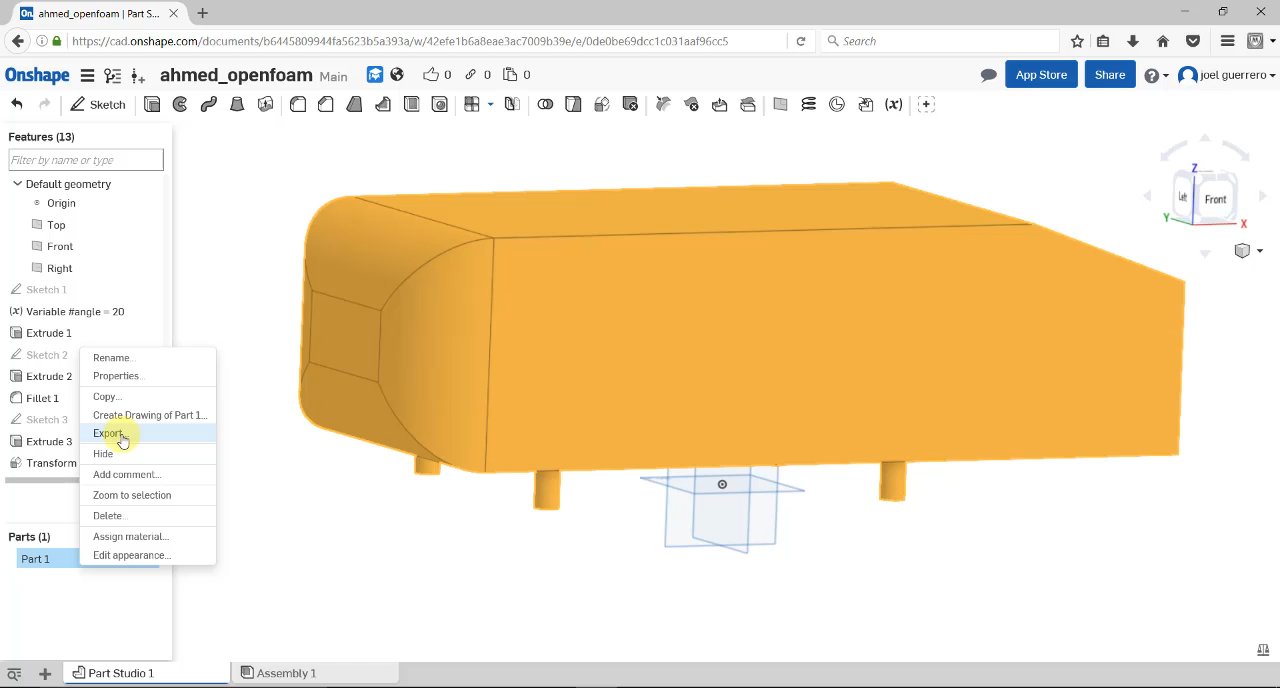 On ahmed_openfoam | Part S...
https://cad.onshape.com/documents/b6445809944fa5623b5a393a/w/42efe1b6a8eae3ac7009b39e/e/0de0be69dcc1c031aaf96cc5
Search
Onshape ahmed_openfoam Main 0 0 0 App Store Share joel guerrero
Sketch (x)
Features (13)
Filter by name or type
Default geometry
Origin
Top
Front
Right
Sketch 1
(x) Variable #angle = 20
Extrude 1
Sketch 2
Extrude 2
Fillet 1
Sketch 3
Extrude 3
Transform
Parts (1)
Part 1
Rename...
Properties...
Copy...
Create Drawing of Part 1...
Export...
Hide
Add comment...
Zoom to selection
Delete...
Assign material...
Edit appearance...
Z
Left Front
Y X
Part Studio 1 Assembly 1